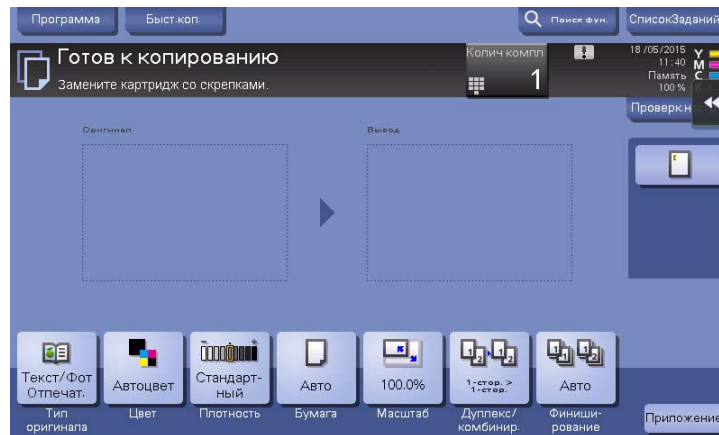 Программа
Быст.коп.
Поиск фун.
СписокЗаданий
Готов к копированию
Замените картридж со скрепками.
Колич компл
1
18 /05/2015
11:40
Память
100 %
Y
M
C
K
Проверк.н
Оригинал
Вывод
Текст/Фот
Отпечат.
Автоцвет
Стандарт-
ный
Авто
100.0%
1-стор. >
1-стор.
Авто
Тип
оригинала
Цвет
Плотность
Бумага
Масштаб
Дуплекс/
комбинир.
Финиши-
рование
Приложение